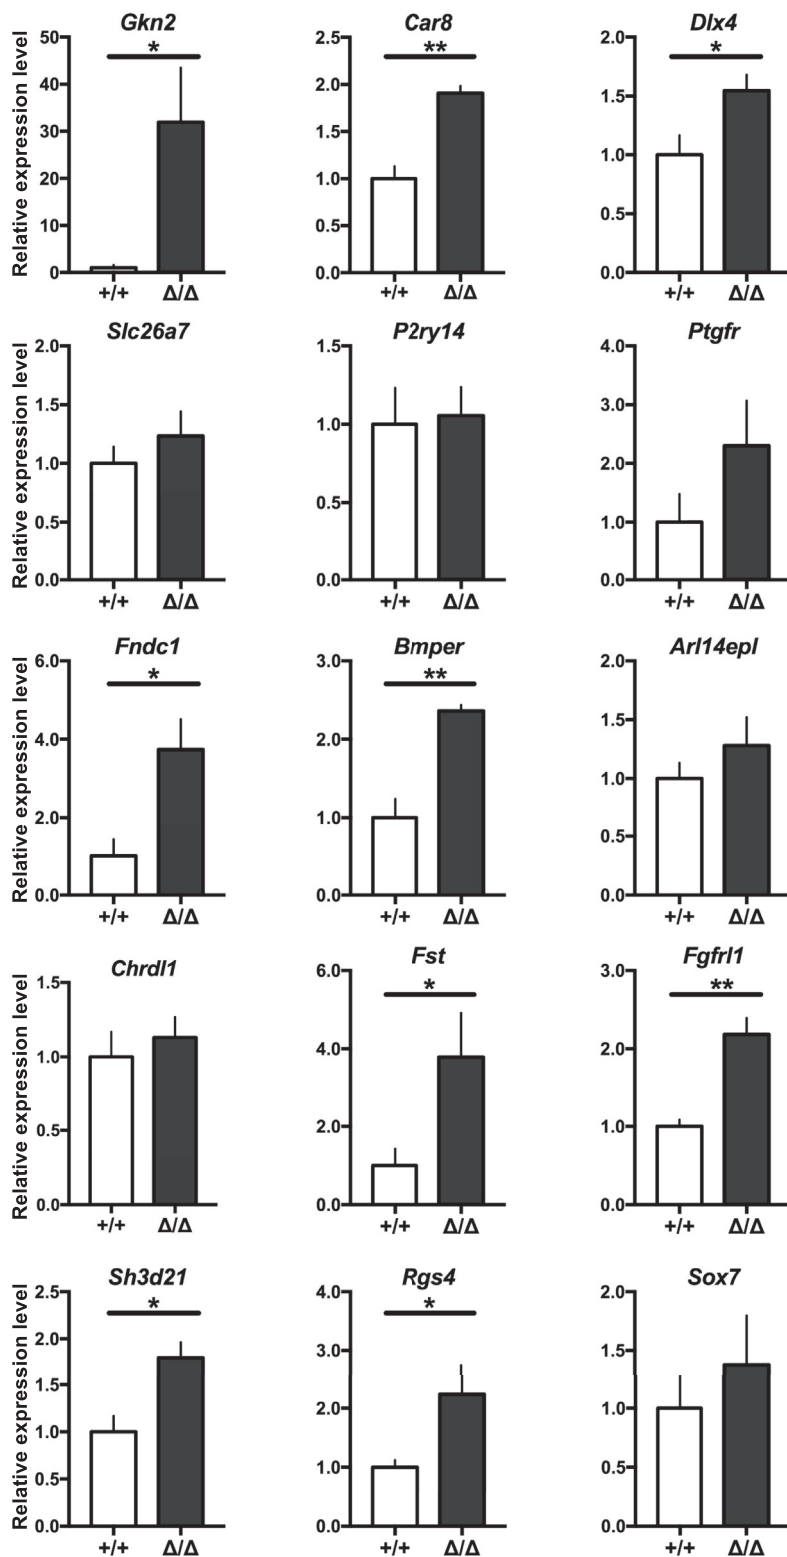 Gkn2
Relative expression level
50
40
30
20
10
0
*
+/+ Δ/Δ
Car8
2.5
2.0
1.5
1.0
0.5
0.0
**
+/+ Δ/Δ
Dlx4
2.0
1.5
1.0
0.5
0.0
*
+/+ Δ/Δ
Slc26a7
Relative expression level
2.0
1.5
1.0
0.5
0.0
+/+ Δ/Δ
P2ry14
1.5
1.0
0.5
0.0
+/+ Δ/Δ
Ptgfr
4.0
3.0
2.0
1.0
0.0
+/+ Δ/Δ
Fndc1
Relative expression level
6.0
4.0
2.0
0.0
*
+/+ Δ/Δ
Bmper
3.0
2.0
1.0
0.0
**
+/+ Δ/Δ
Arl14epl
2.0
1.5
1.0
0.5
0.0
+/+ Δ/Δ
Chrdl1
Relative expression level
1.5
1.0
0.5
0.0
+/+ Δ/Δ
Fst
6.0
4.0
2.0
0.0
*
+/+ Δ/Δ
Fgfrl1
3.0
2.0
1.0
0.0
**
+/+ Δ/Δ
Sh3d21
Relative expression level
2.5
2.0
1.5
1.0
0.5
0.0
*
+/+ Δ/Δ
Rgs4
4.0
3.0
2.0
1.0
0.0
*
+/+ Δ/Δ
Sox7
2.0
1.5
1.0
0.5
0.0
+/+ Δ/Δ